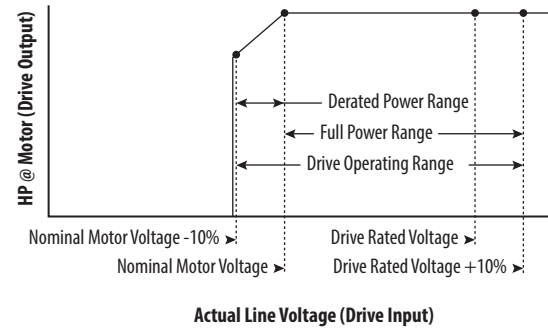 HP @ Motor (Drive Output)
Derated Power Range
Full Power Range
Drive Operating Range
Nominal Motor Voltage -10%
Drive Rated Voltage
Nominal Motor Voltage
Drive Rated Voltage +10%
Actual Line Voltage (Drive Input)